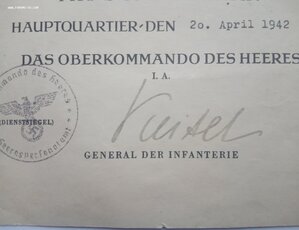 HAUPTQUARTIER·DEN 20. April 1942
DAS OBERKOMMANDO DES HEERES
I. A.
(DIENSTSIEGEL)
Keitel
GENERAL DER INFANTERIE